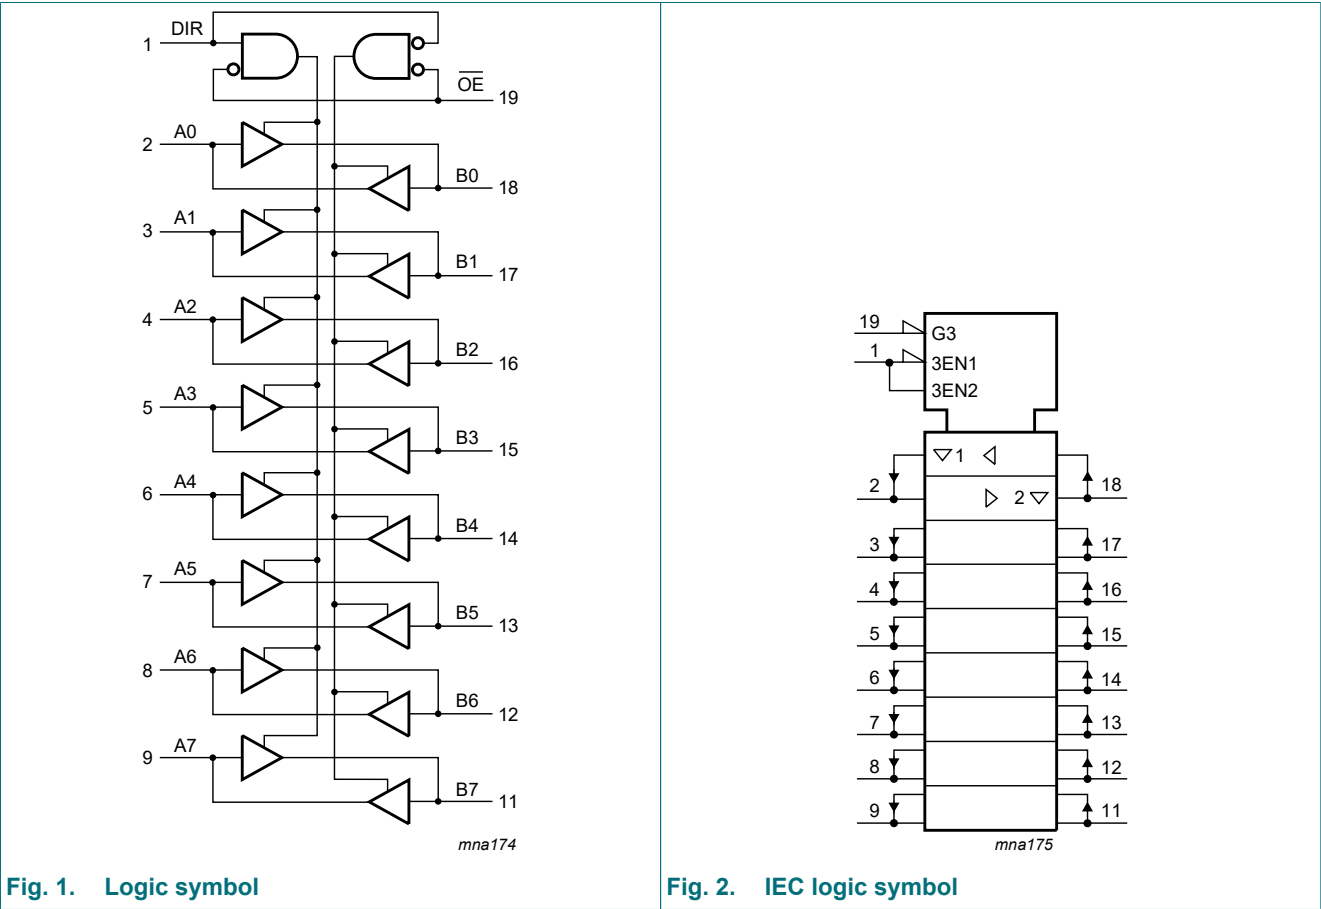 DIR
1
OE
19
A0
2
B0
18
A1
3
B1
17
A2
4
B2
16
A3
5
B3
15
A4
6
B4
14
A5
7
B5
13
A6
8
B6
12
A7
9
B7
11
mna174
Fig. 1. Logic symbol
19
G3
1
3EN1
3EN2
1
2
2
18
3
17
4
16
5
15
6
14
7
13
8
12
9
11
mna175
Fig. 2. IEC logic symbol